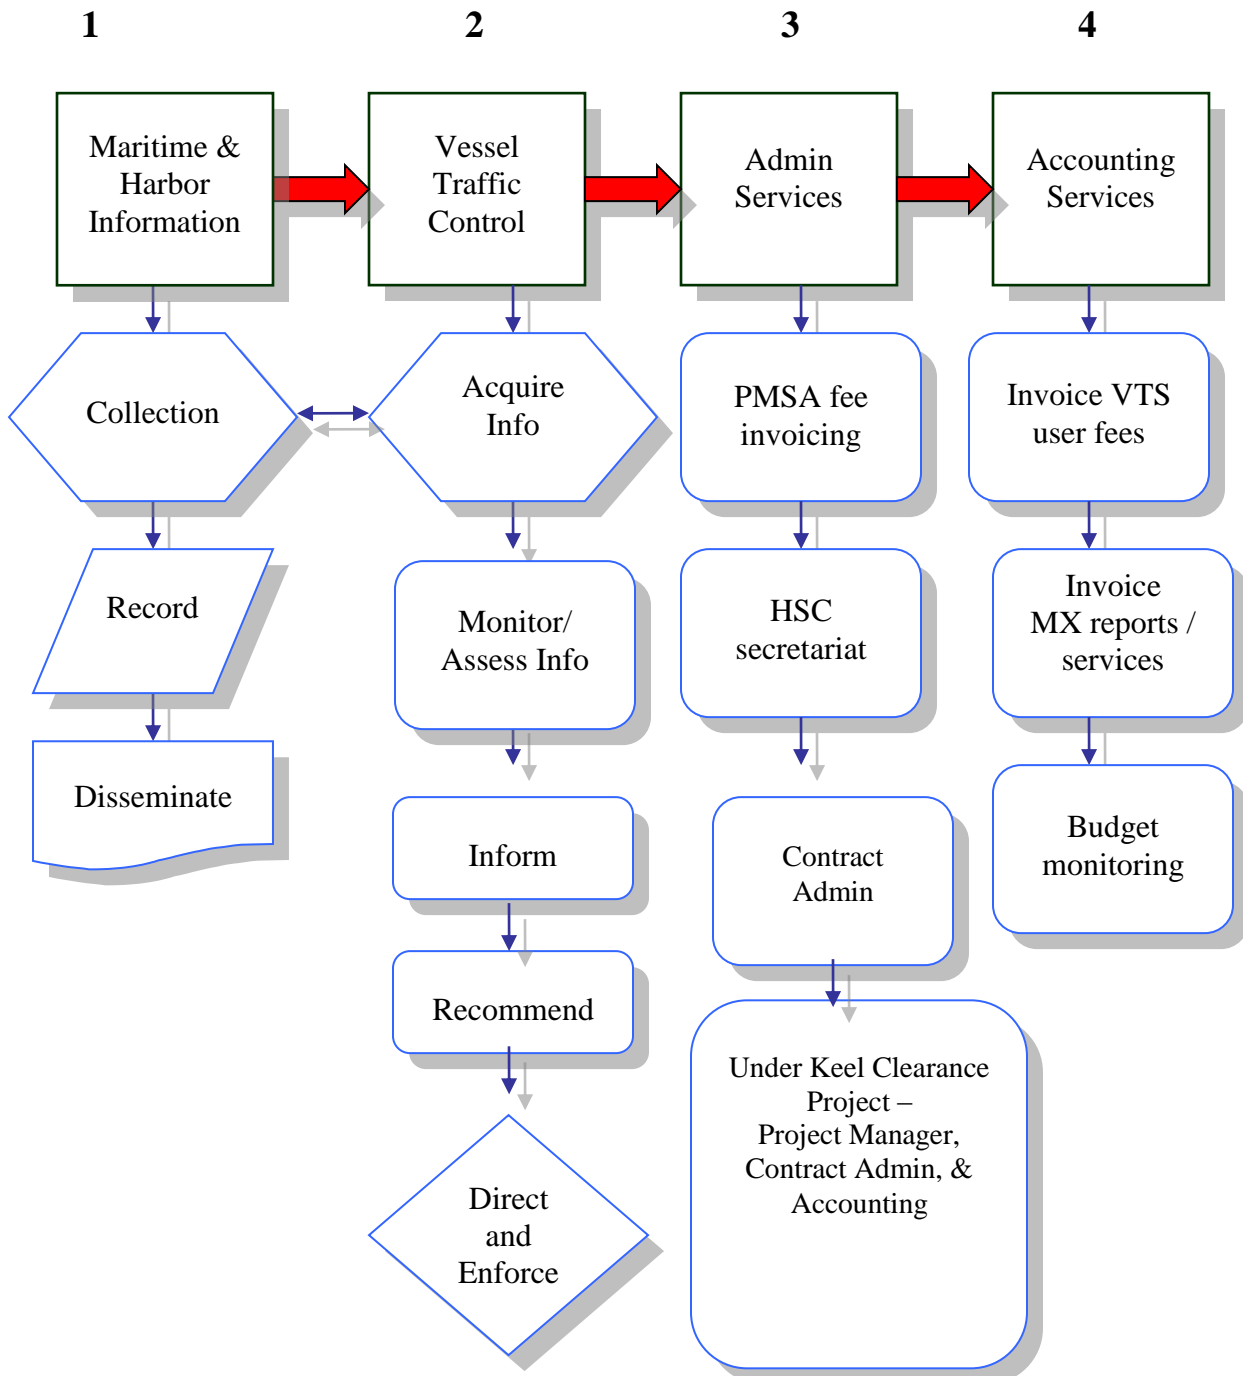 1
2
3
4
Maritime &
Harbor
Information
Vessel
Traffic
Control
Admin
Services
Accounting
Services
Collection
Record
Disseminate
Acquire
Info
Monitor/
Assess Info
Inform
Recommend
Direct
and
Enforce
PMSA fee
invoicing
HSC
secretariat
Contract
Admin
Under Keel Clearance
Project –
Project Manager,
Contract Admin, &
Accounting
Invoice VTS
user fees
Invoice
MX reports /
services
Budget
monitoring